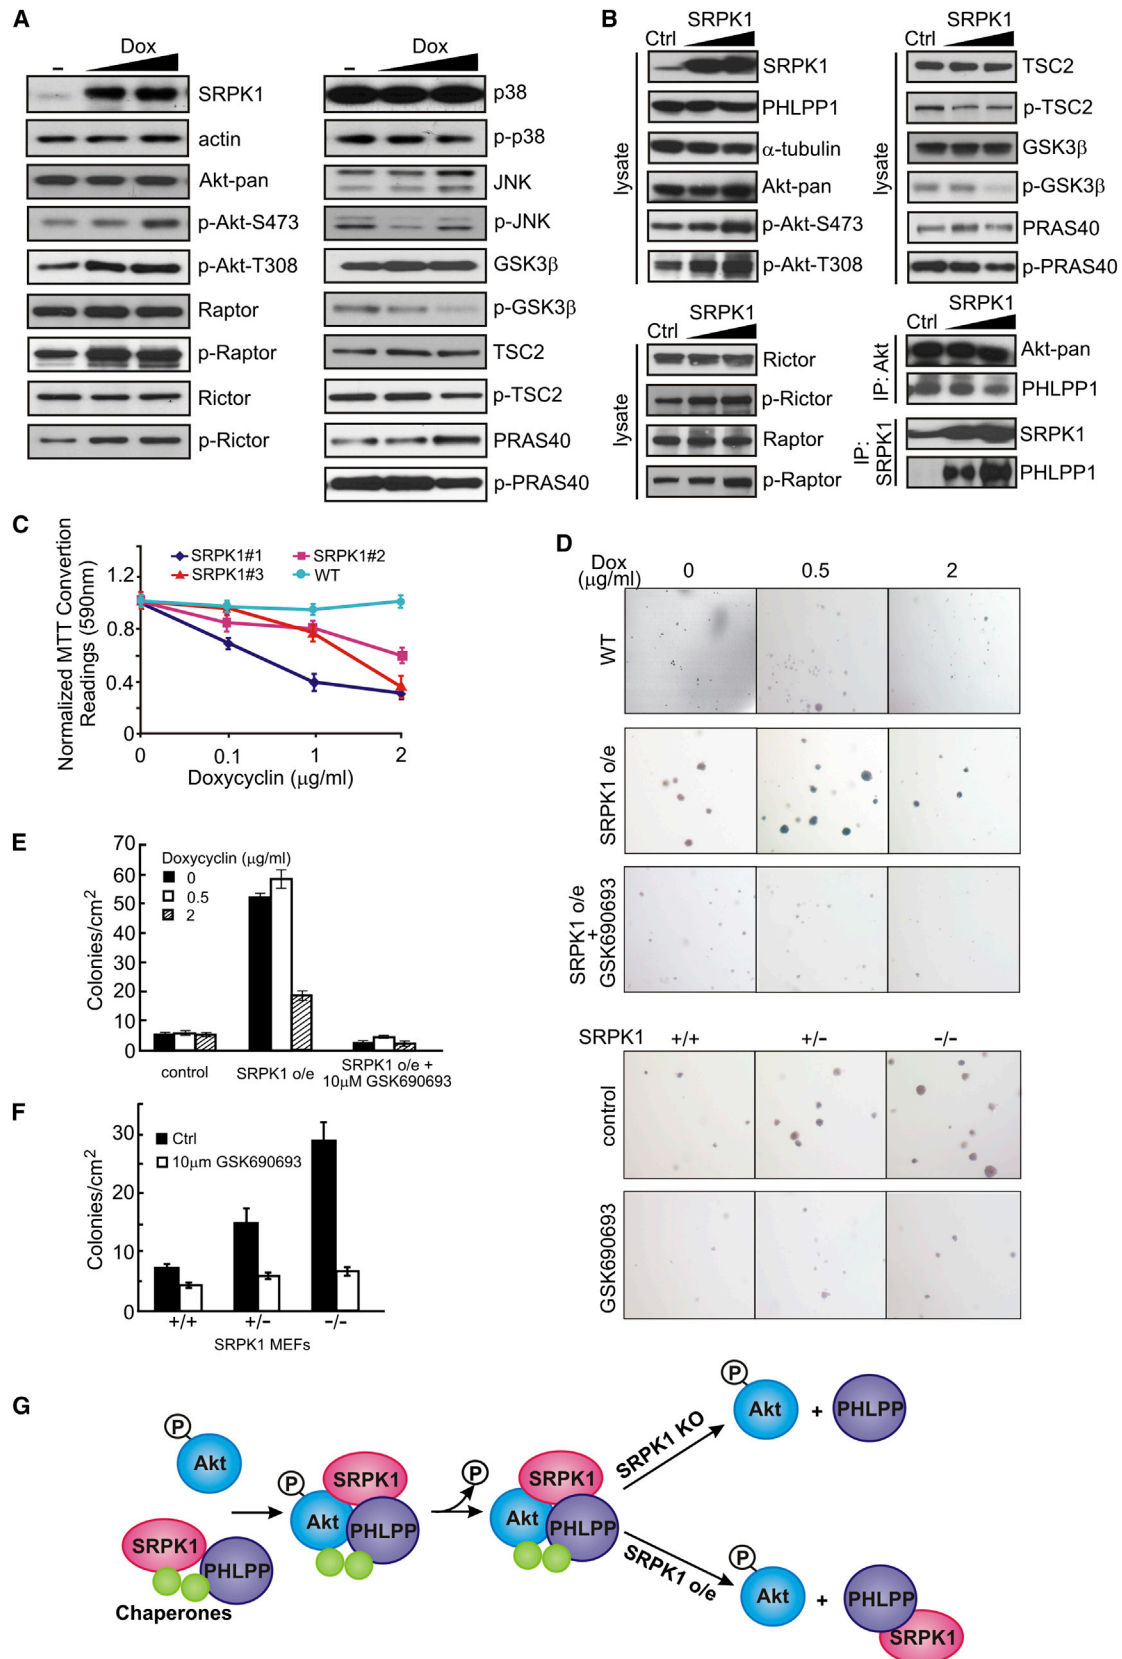 A
Dox
–
SRPK1
actin
Akt-pan
p-Akt-S473
p-Akt-T308
Raptor
p-Raptor
Rictor
p-Rictor
Dox
–
p38
p-p38
JNK
p-JNK
GSK3β
p-GSK3β
TSC2
p-TSC2
PRAS40
p-PRAS40
B
SRPK1
Ctrl
lysate
SRPK1
PHLPP1
α-tubulin
Akt-pan
p-Akt-S473
p-Akt-T308
SRPK1
Ctrl
lysate
TSC2
p-TSC2
GSK3β
p-GSK3β
PRAS40
p-PRAS40
SRPK1
Ctrl
lysate
Rictor
p-Rictor
Raptor
p-Raptor
SRPK1
Ctrl
IP: Akt
Akt-pan
PHLPP1
IP:
SRPK1
SRPK1
PHLPP1
C
Normalized MTT Convertion
Readings (590nm)
SRPK1#1
SRPK1#2
SRPK1#3
WT
1.2
0.8
0.4
0
0 0.1 1 2
Doxycyclin (μg/ml)
D
Dox
(μg/ml)
0 0.5 2
WT
SRPK1 o/e
SRPK1 o/e
+
GSK690693
SRPK1 +/+ +/– –/–
control
GSK690693
E
Colonies/cm2
70
60
50
40
30
20
10
0
Doxycyclin (μg/ml)
0
0.5
2
control
SRPK1 o/e
SRPK1 o/e +
10μM GSK690693
F
Colonies/cm2
30
20
10
0
Ctrl
10μm GSK690693
+/+ +/– –/–
SRPK1 MEFs
G
P
Akt
SRPK1
PHLPP
Chaperones
P
SRPK1
Akt
PHLPP
P
SRPK1
Akt
PHLPP
SRPK1 KO
P
Akt + PHLPP
SRPK1 o/e
P
Akt + PHLPP
SRPK1